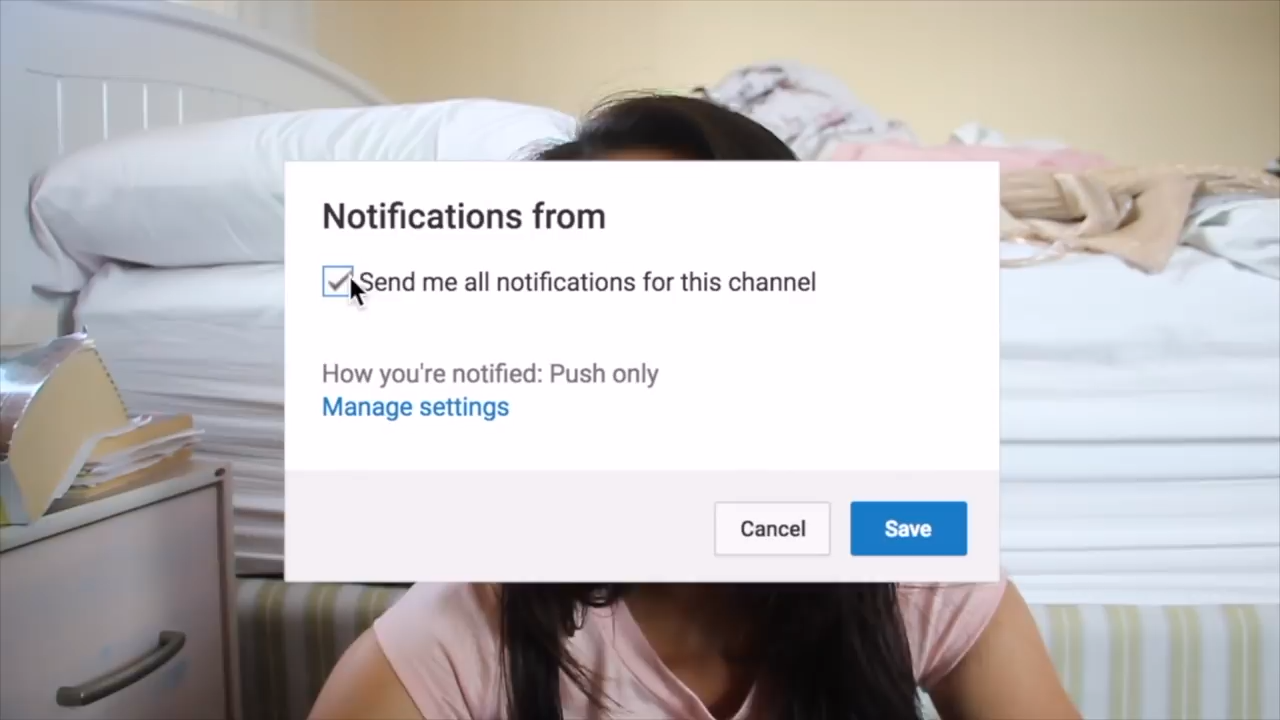 Notifications from
Send me all notifications for this channel
How you're notified: Push only
Manage settings
Cancel
Save